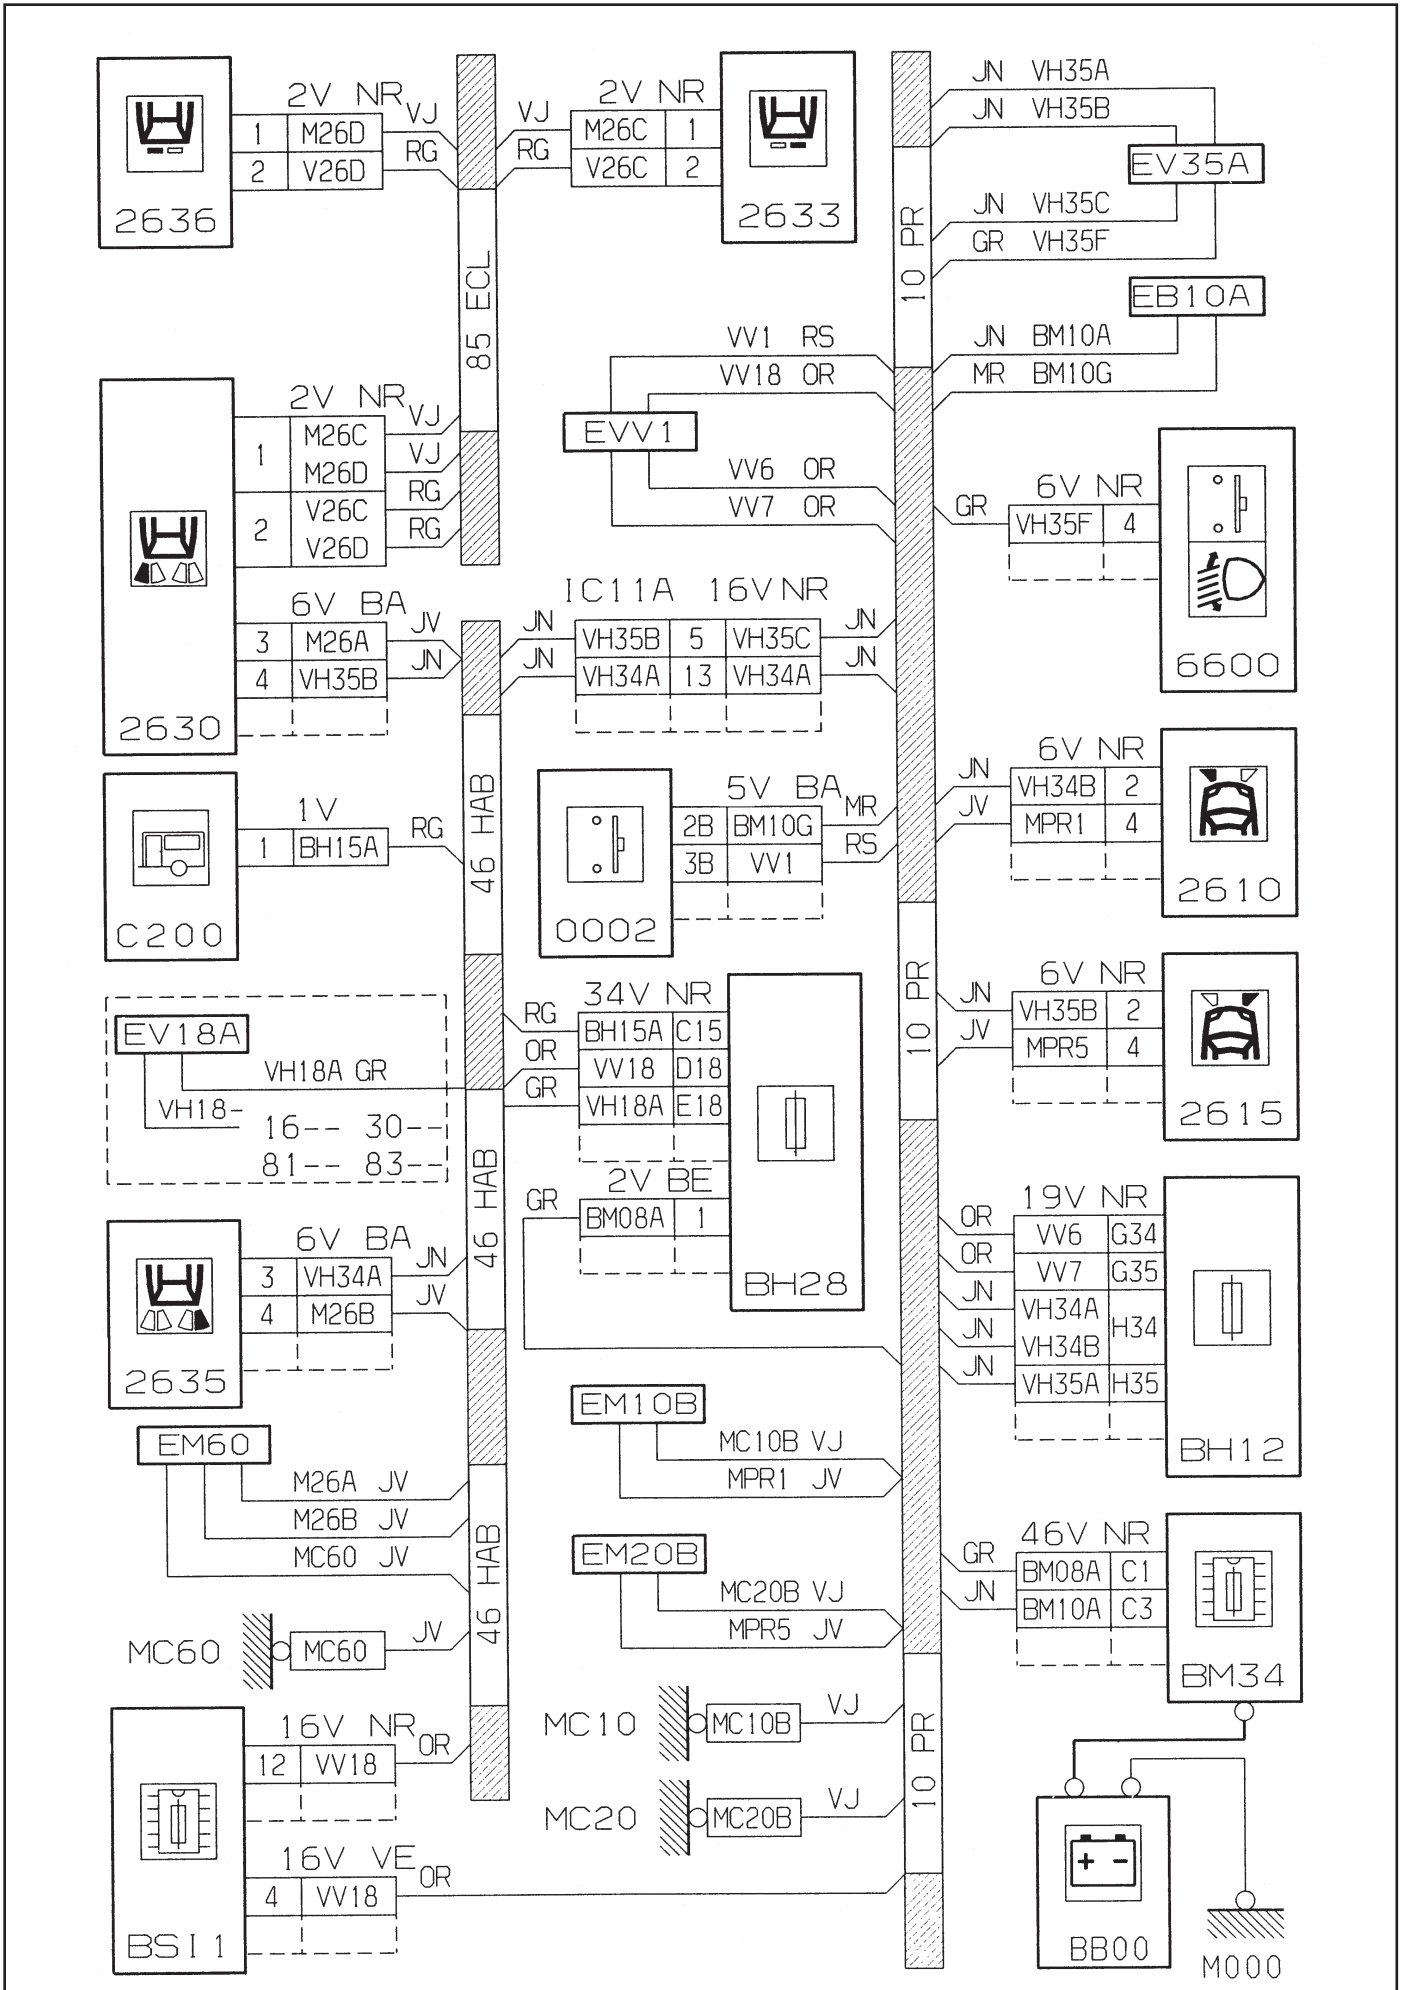 2636
2V NR
1 M26D VJ
2 V26D RG
2V NR
VJ M26C 1
RG V26C 2
2633
85 ECL
10 PR
JN VH35A
JN VH35B
EV35A
JN VH35C
GR VH35F
EB10A
JN BM10A
MR BM10G
VV1 RS
VV18 OR
EVV1
VV6 OR
VV7 OR
2630
2V NR
1 M26C VJ
M26D VJ
2 V26C RG
V26D RG
6V BA
3 M26A JV
4 VH35B JN
6V NR
GR VH35F 4
6600
IC11A 16V NR
JN VH35B 5 VH35C JN
JN VH34A 13 VH34A JN
46 HAB
C200
1V
1 BH15A RG
5V BA
2B BM10G MR
3B VV1 RS
0002
6V NR
JN VH34B 2
JV MPR1 4
2610
10 PR
6V NR
JN VH35B 2
JV MPR5 4
2615
EV18A
VH18A GR
VH18-
16-- 30--
81-- 83--
34V NR
RG BH15A C15
OR VV18 D18
GR VH18A E18
2V BE
GR BM08A 1
BH28
46 HAB
19V NR
OR VV6 G34
OR VV7 G35
JN VH34A H34
JN VH34B
JN VH35A H35
BH12
2635
6V BA
3 VH34A JN
4 M26B JV
EM60
M26A JV
M26B JV
MC60 JV
EM10B
MC10B VJ
MPR1 JV
EM20B
MC20B VJ
MPR5 JV
46 HAB
46V NR
GR BM08A C1
JN BM10A C3
BM34
MC60 MC60 JV
MC10 MC10B VJ
MC20 MC20B VJ
10 PR
BSI1
16V NR
12 VV18 OR
16V VE
4 VV18 OR
+ −
BB00
M000